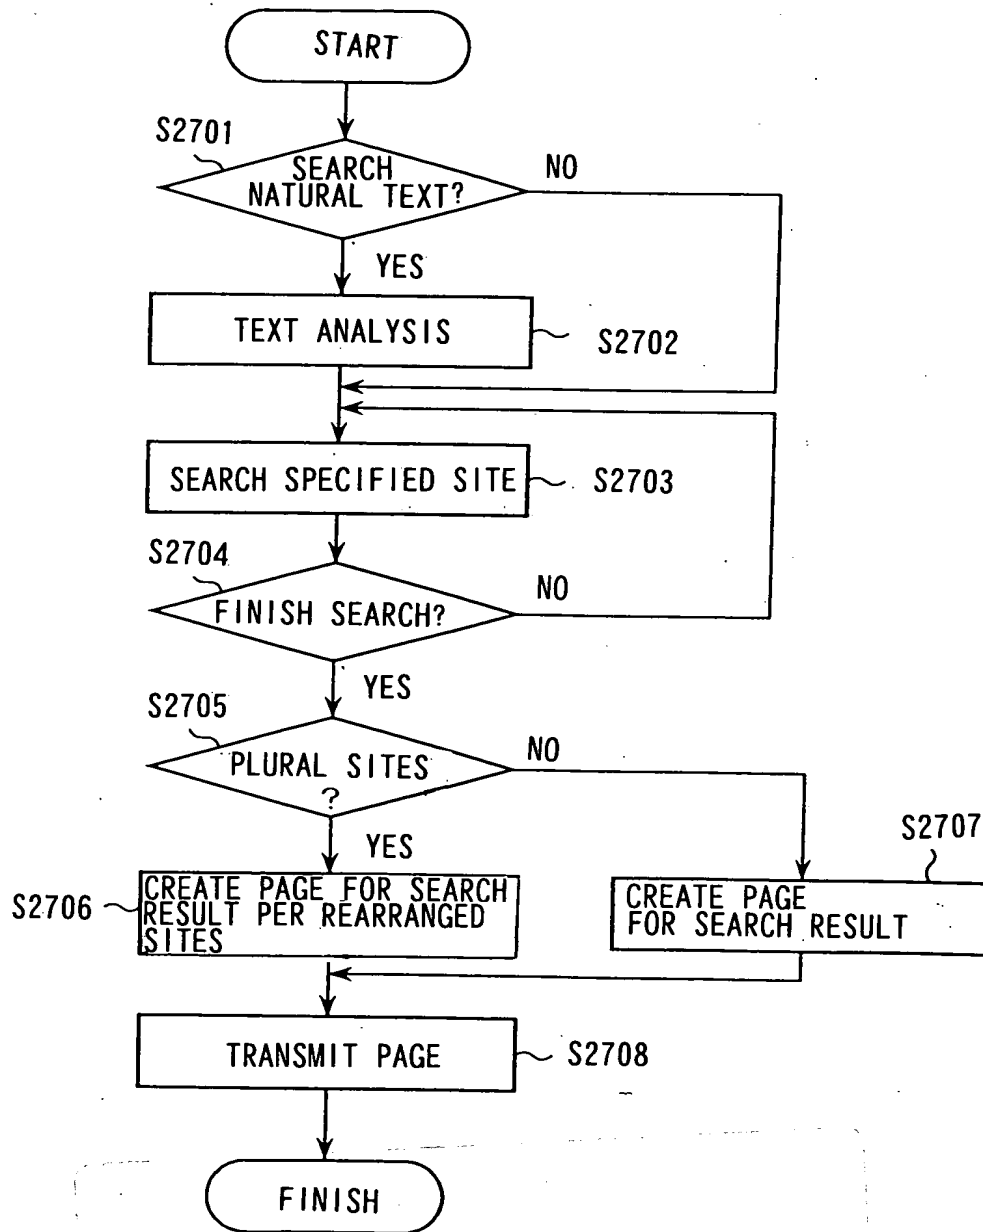 START
S2701
SEARCH
NATURAL TEXT?
NO
YES
TEXT ANALYSIS
S2702
SEARCH SPECIFIED SITE
S2703
S2704
FINISH SEARCH?
NO
YES
S2705
PLURAL SITES
?
NO
YES
S2706
CREATE PAGE FOR SEARCH
RESULT PER REARRANGED
SITES
S2707
CREATE PAGE
FOR SEARCH RESULT
TRANSMIT PAGE
S2708
FINISH